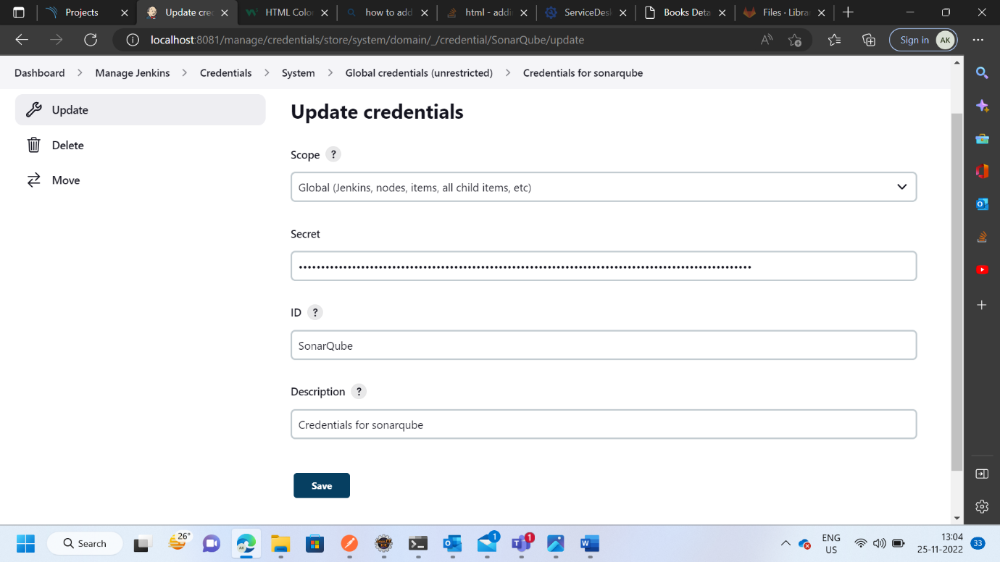 Projects
Update cred
HTML Color
how to add
html - addin
ServiceDesk
Books Deta
Files · Libra
localhost:8081/manage/credentials/store/system/domain/_/credential/SonarQube/update
Sign in AK
Dashboard > Manage Jenkins > Credentials > System > Global credentials (unrestricted) > Credentials for sonarqube
Update
Delete
Move
Update credentials
Scope ?
Global (Jenkins, nodes, items, all child items, etc)
Secret
ID ?
SonarQube
Description ?
Credentials for sonarqube
Save
Search
26°
1
1
ENG
US
13:04
25-11-2022
33